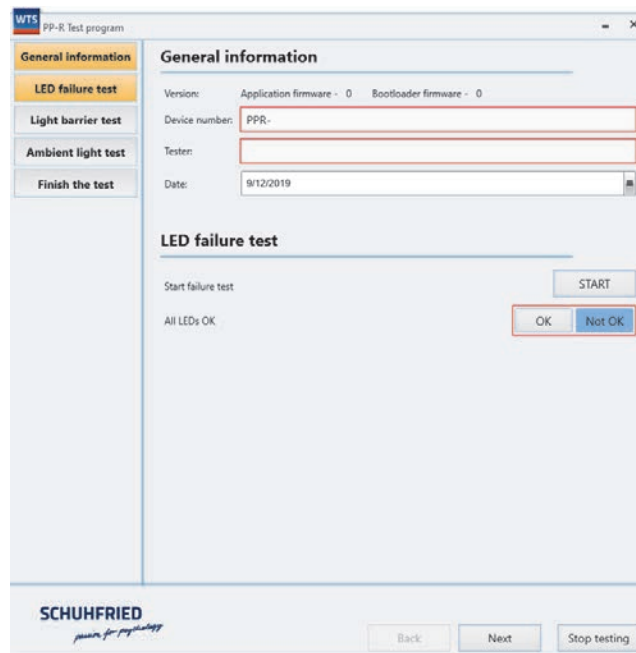 WTS PP-R Test program
General information
LED failure test
Light barrier test
Ambient light test
Finish the test
General information
Version: Application firmware - 0 Bootloader firmware - 0
Device number: PPR-
Tester:
Date: 9/12/2019
LED failure test
Start failure test START
All LEDs OK OK Not OK
SCHUHFRIED
passion for psychology
Back Next Stop testing